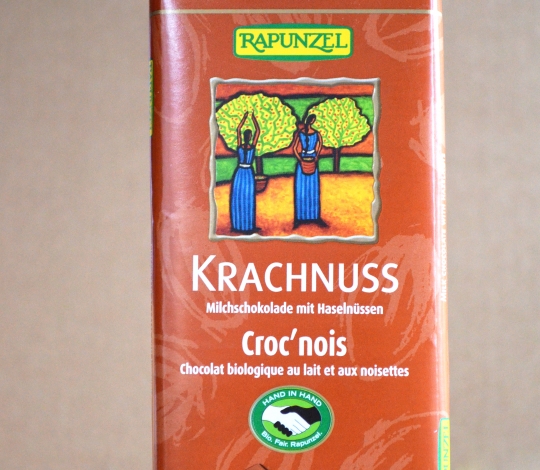 RAPUNZEL
KRACHNUSS
Milchschokolade mit Haselnüssen
Croc'nois
Chocolat biologique au lait et aux noisettes
HAND IN HAND
Bio. Fair. Rapunzel.